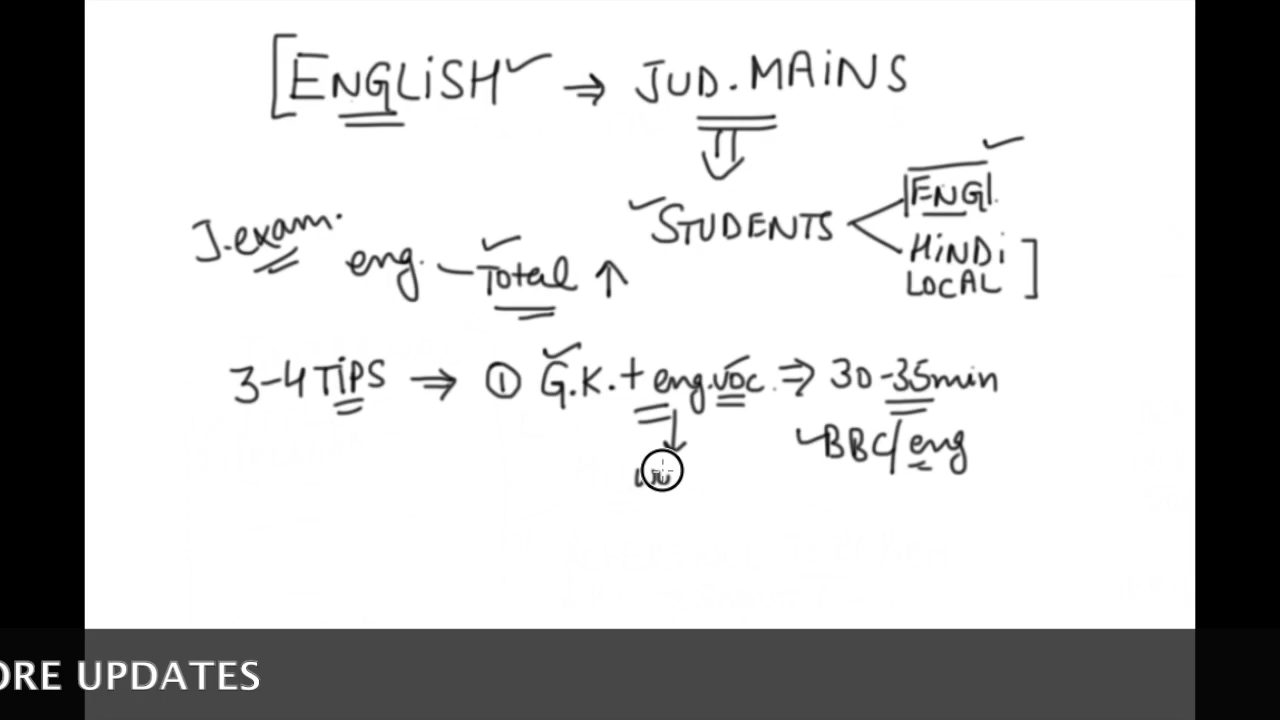 [ENGLiSH ✓ ⇒ JUD. MAiNS
✓ STUDENTS
ENGl.
HiNDi
LOCAL ]
J. exam.
eng. — Total ↑
3-4 TiPS ⇒ ① G.K. + eng. voc. ⇒ 30-35 min
BBC/eng
ORE UPDATES